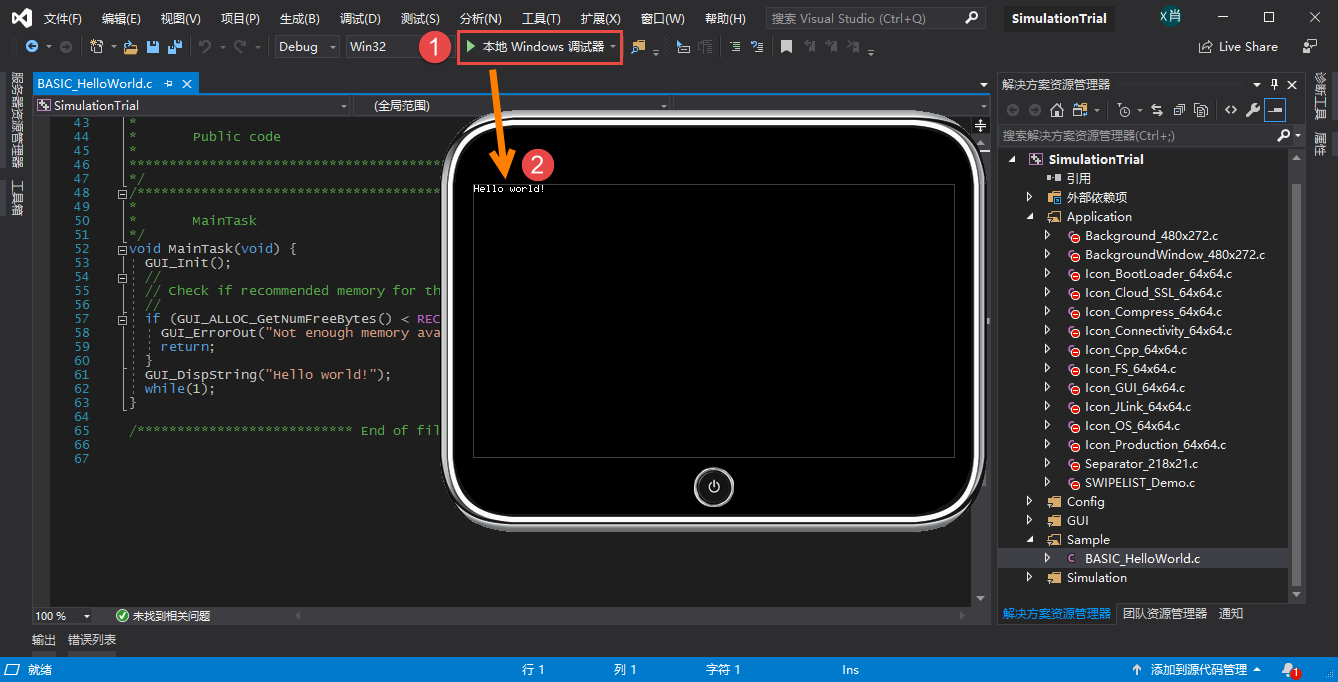 文件(F) 编辑(E) 视图(V) 项目(P) 生成(B) 调试(D) 测试(S) 分析(N) 工具(T) 扩展(X) 窗口(W) 帮助(H) 搜索 Visual Studio (Ctrl+Q) SimulationTrial X肖
Debug Win32 1 本地 Windows 调试器 Live Share
服务器资源管理器
工具箱
BASIC_HelloWorld.c
SimulationTrial (全局范围)
43 *
44 * Public code
45 *
46 ***************************************
47 */
48 /**************************************
49 *
50 * MainTask
51 */
52 void MainTask(void) {
53 GUI_Init();
54 //
55 // Check if recommended memory for th
56 //
57 if (GUI_ALLOC_GetNumFreeBytes() < REC
58 GUI_ErrorOut("Not enough memory ava
59 return;
60 }
61 GUI_DispString("Hello world!");
62 while(1);
63 }
64
65 /*************************** End of fil
66
67
2
Hello world!
100 % 未找到相关问题
输出 错误列表
解决方案资源管理器
搜索解决方案资源管理器(Ctrl+;)
SimulationTrial
引用
外部依赖项
Application
Background_480x272.c
BackgroundWindow_480x272.c
Icon_BootLoader_64x64.c
Icon_Cloud_SSL_64x64.c
Icon_Compress_64x64.c
Icon_Connectivity_64x64.c
Icon_Cpp_64x64.c
Icon_FS_64x64.c
Icon_GUI_64x64.c
Icon_JLink_64x64.c
Icon_OS_64x64.c
Icon_Production_64x64.c
Separator_218x21.c
SWIPELIST_Demo.c
Config
GUI
Sample
BASIC_HelloWorld.c
Simulation
解决方案资源管理器 团队资源管理器 通知
诊断工具
属性
就绪 行 1 列 1 字符 1 Ins 添加到源代码管理 1